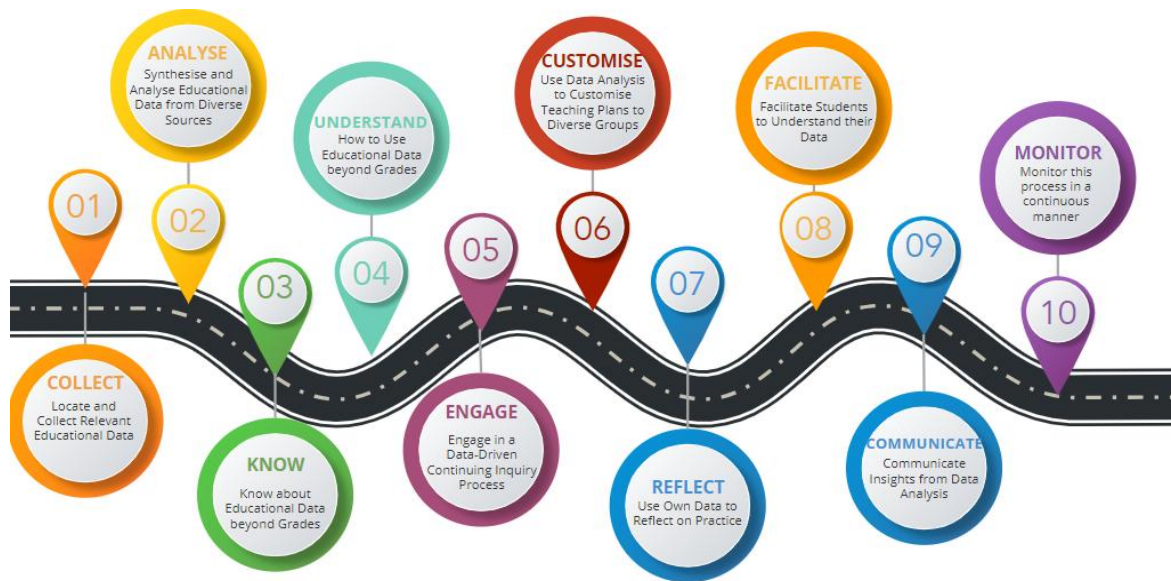 01
COLLECT
Locate and
Collect Relevant
Educational Data
02
ANALYSE
Synthesise and
Analyse Educational
Data from Diverse
Sources
03
KNOW
Know about
Educational Data
beyond Grades
04
UNDERSTAND
How to Use
Educational Data
beyond Grades
05
ENGAGE
Engage in a
Data-Driven
Continuing Inquiry
Process
06
CUSTOMISE
Use Data Analysis
to Customise
Teaching Plans to
Diverse Groups
07
REFLECT
Use Own Data to
Reflect on Practice
08
FACILITATE
Facilitate Students
to Understand their
Data
09
COMMUNICATE
Communicate
Insights from Data
Analysis
10
MONITOR
Monitor this
process in a
continuous
manner